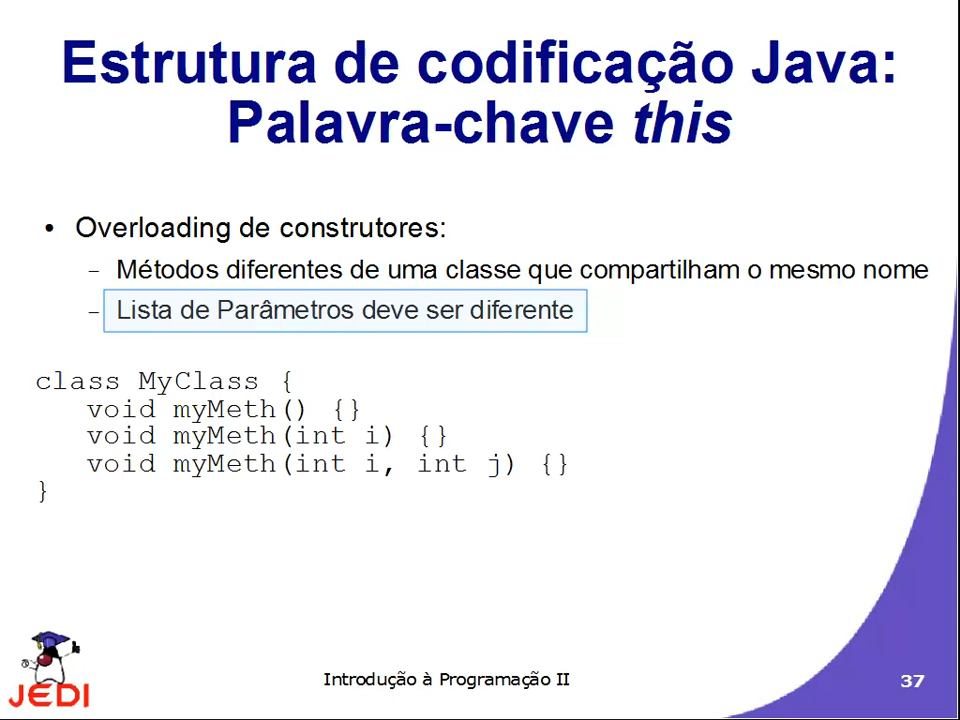 Estrutura de codificação Java:
Palavra-chave this
• Overloading de construtores:
– Métodos diferentes de uma classe que compartilham o mesmo nome
– Lista de Parâmetros deve ser diferente
class MyClass {
void myMeth() {}
void myMeth(int i) {}
void myMeth(int i, int j) {}
}
JEDI
Introdução à Programação II
37